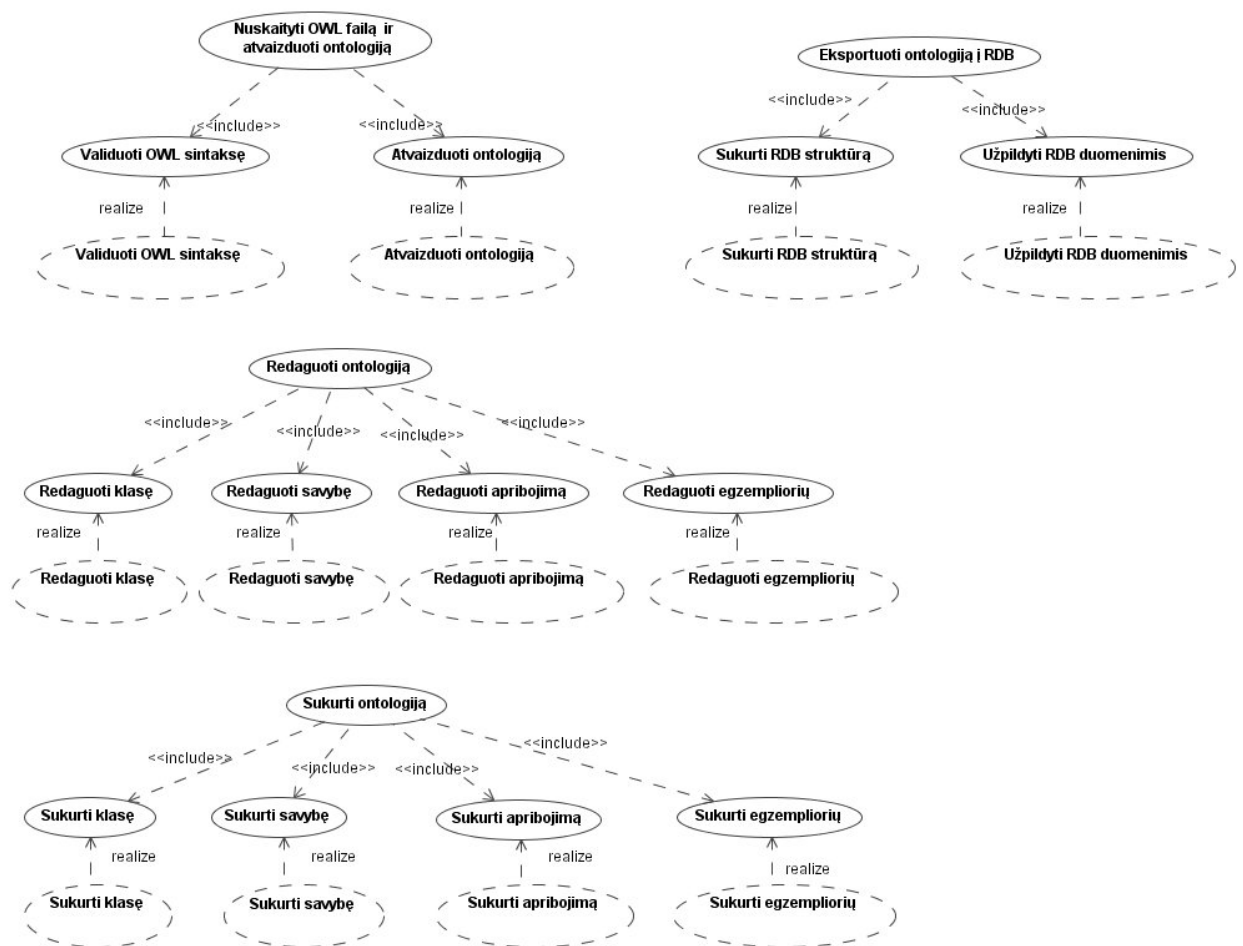 Nuskaityti OWL failą ir
atvaizduoti ontologiją
<<include>>
<<include>>
Validuoti OWL sintaksę
Atvaizduoti ontologiją
realize
realize
Validuoti OWL sintaksę
Atvaizduoti ontologiją
Eksportuoti ontologiją į RDB
<<include>>
<<include>>
Sukurti RDB struktūrą
Užpildyti RDB duomenimis
realize
realize
Sukurti RDB struktūrą
Užpildyti RDB duomenimis
Redaguoti ontologiją
<<include>>
<<include>>
<<include>>
<<include>>
Redaguoti klasę
Redaguoti savybę
Redaguoti apribojimą
Redaguoti egzempliorių
realize
realize
realize
realize
Redaguoti klasę
Redaguoti savybę
Redaguoti apribojimą
Redaguoti egzempliorių
Sukurti ontologiją
<<include>>
<<include>>
<<include>>
<<include>>
Sukurti klasę
Sukurti savybę
Sukurti apribojimą
Sukurti egzempliorių
realize
realize
realize
realize
Sukurti klasę
Sukurti savybę
Sukurti apribojimą
Sukurti egzempliorių